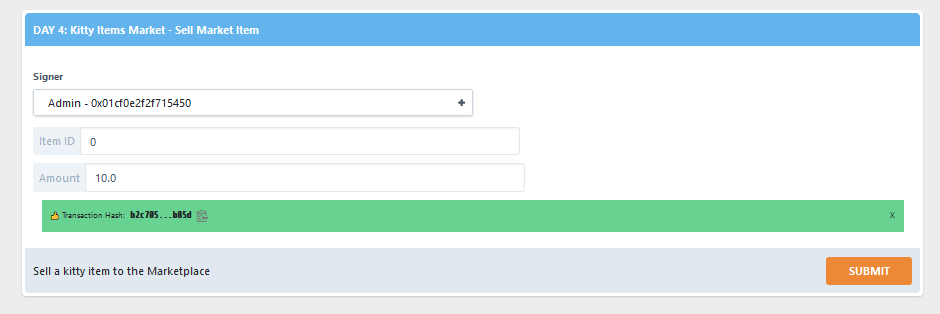 DAY 4: Kitty Items Market - Sell Market Item
Signer
Admin - 0x01cf0e2f2f715450
Item ID 0
Amount 10.0
Transaction Hash: b2c705...b85d X
Sell a kitty item to the Marketplace SUBMIT